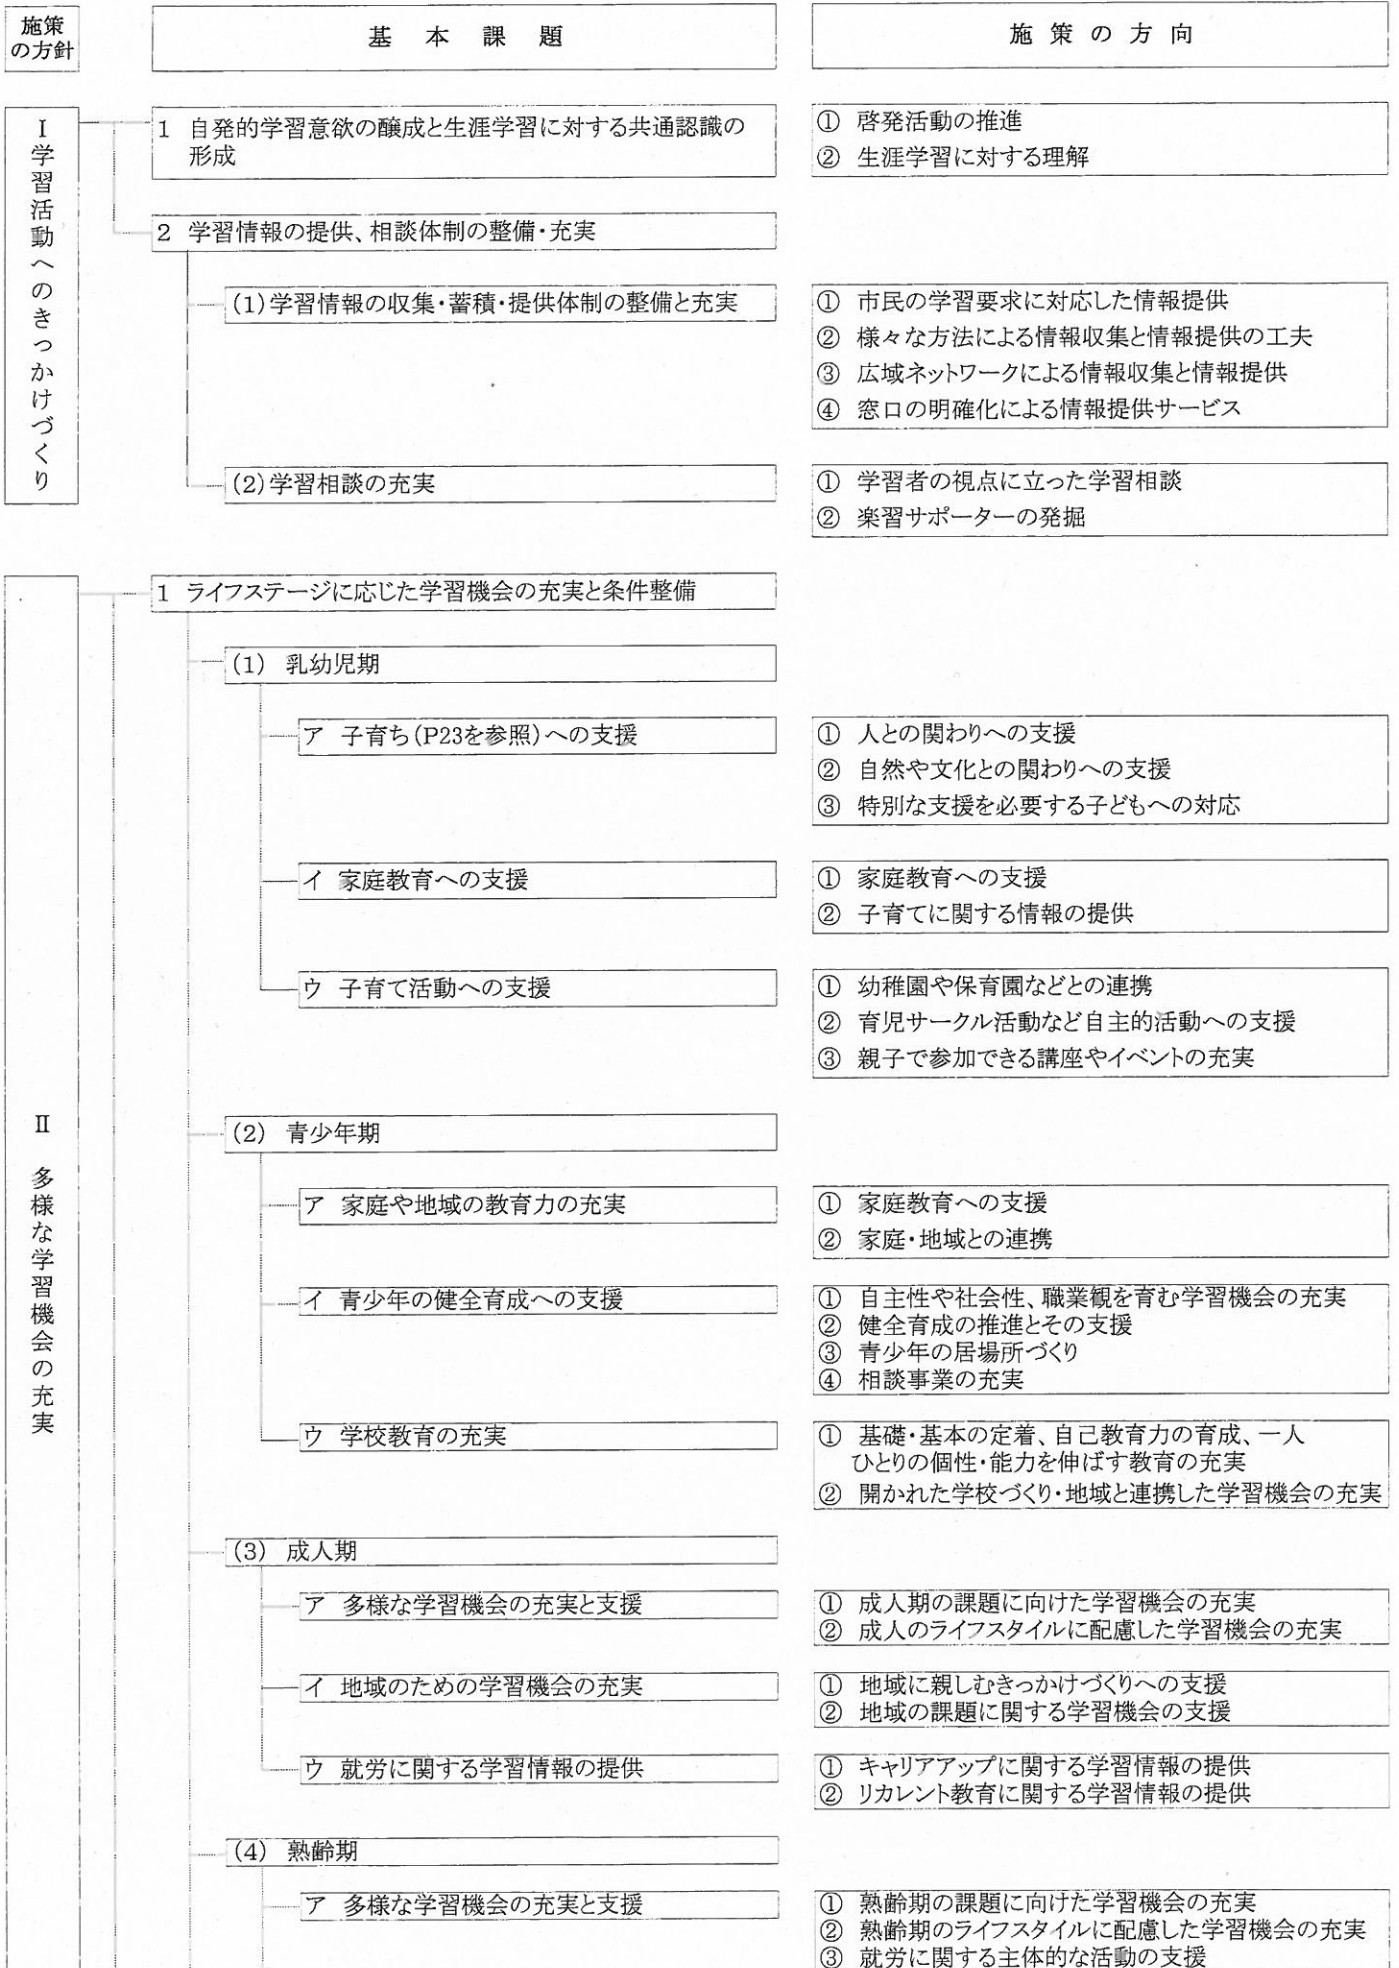 施策
の方針
基本課題
施策の方向
Ⅰ学習活動へのきっかけづくり
1 自発的学習意欲の醸成と生涯学習に対する共通認識の
形成
① 啓発活動の推進
② 生涯学習に対する理解
2 学習情報の提供、相談体制の整備・充実
(1)学習情報の収集・蓄積・提供体制の整備と充実
① 市民の学習要求に対応した情報提供
② 様々な方法による情報収集と情報提供の工夫
③ 広域ネットワークによる情報収集と情報提供
④ 窓口の明確化による情報提供サービス
(2)学習相談の充実
① 学習者の視点に立った学習相談
② 楽習サポーターの発掘
Ⅱ 多様な学習機会の充実
1 ライフステージに応じた学習機会の充実と条件整備
(1) 乳幼児期
ア 子育ち(P23を参照)への支援
① 人との関わりへの支援
② 自然や文化との関わりへの支援
③ 特別な支援を必要する子どもへの対応
イ 家庭教育への支援
① 家庭教育への支援
② 子育てに関する情報の提供
ウ 子育て活動への支援
① 幼稚園や保育園などとの連携
② 育児サークル活動など自主的活動への支援
③ 親子で参加できる講座やイベントの充実
(2) 青少年期
ア 家庭や地域の教育力の充実
① 家庭教育への支援
② 家庭・地域との連携
イ 青少年の健全育成への支援
① 自主性や社会性、職業観を育む学習機会の充実
② 健全育成の推進とその支援
③ 青少年の居場所づくり
④ 相談事業の充実
ウ 学校教育の充実
① 基礎・基本の定着、自己教育力の育成、一人
ひとりの個性・能力を伸ばす教育の充実
② 開かれた学校づくり・地域と連携した学習機会の充実
(3) 成人期
ア 多様な学習機会の充実と支援
① 成人期の課題に向けた学習機会の充実
② 成人のライフスタイルに配慮した学習機会の充実
イ 地域のための学習機会の充実
① 地域に親しむきっかけづくりへの支援
② 地域の課題に関する学習機会の支援
ウ 就労に関する学習情報の提供
① キャリアアップに関する学習情報の提供
② リカレント教育に関する学習情報の提供
(4) 熟齢期
ア 多様な学習機会の充実と支援
① 熟齢期の課題に向けた学習機会の充実
② 熟齢期のライフスタイルに配慮した学習機会の充実
③ 就労に関する主体的な活動の支援